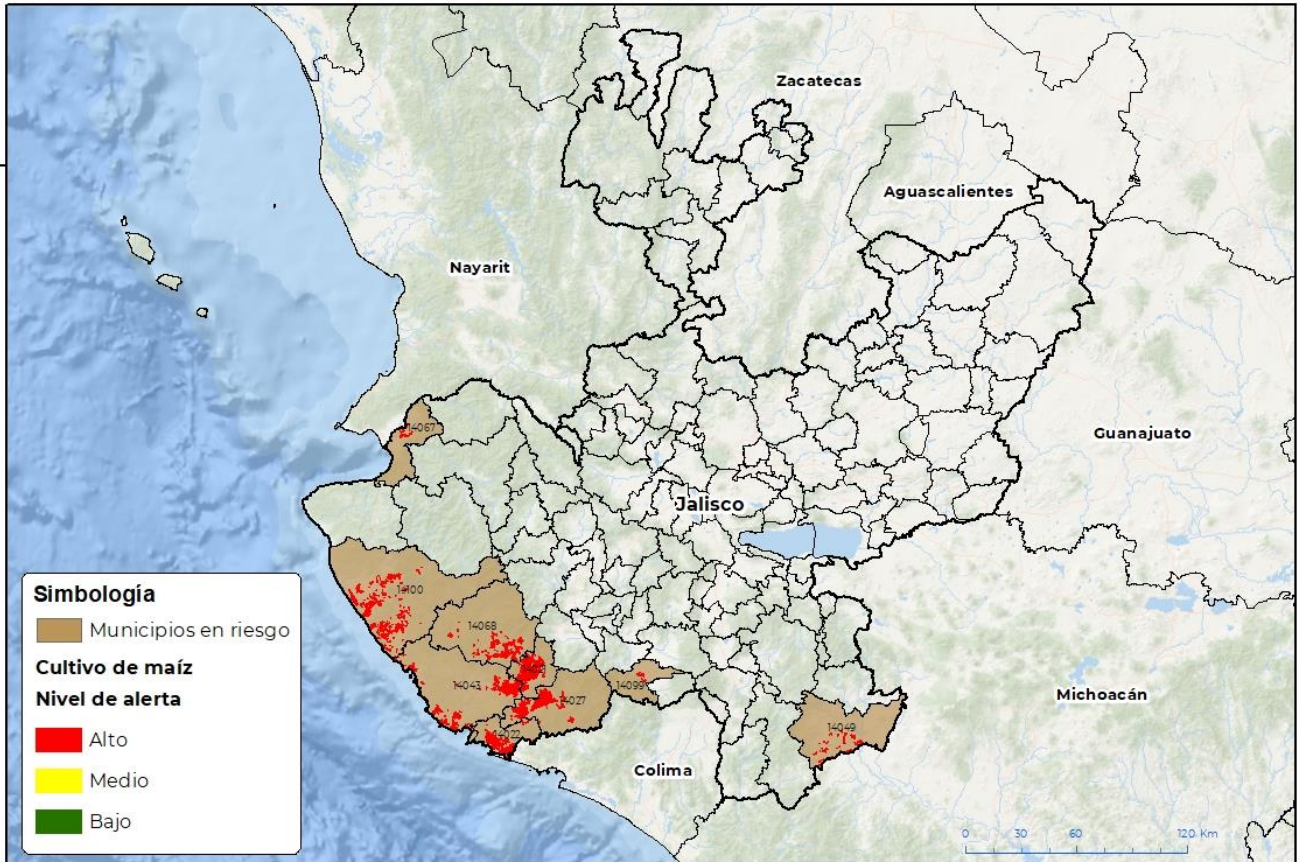 Zacatecas
Aguascalientes
Nayarit
Guanajuato
14067
Jalisco
14100
14068
14043
14027
14099
14022
14049
Michoacán
Colima
Simbología
Municipios en riesgo
Cultivo de maíz
Nivel de alerta
Alto
Medio
Bajo
0 30 60 120 Km